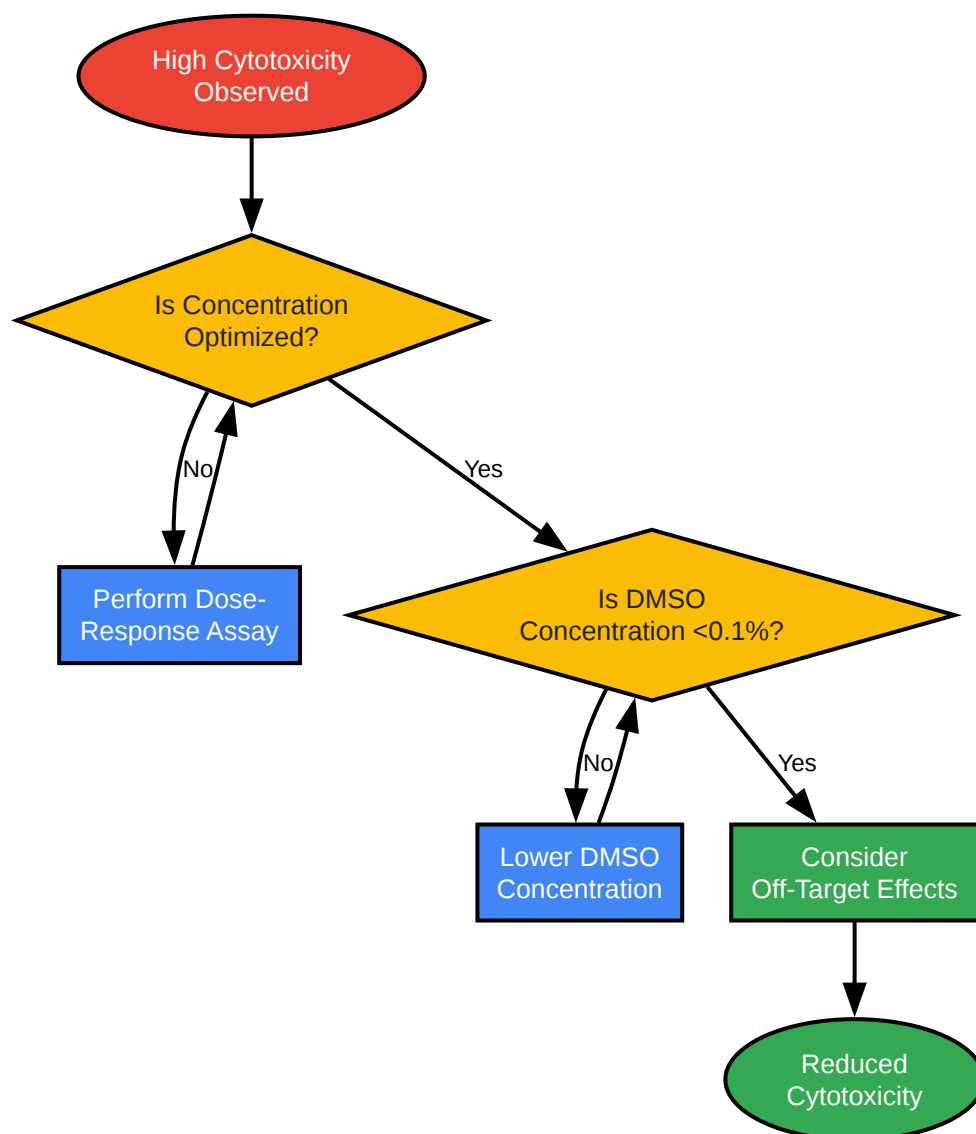 High Cytotoxicity
Observed
Is Concentration
Optimized?
No
Yes
Perform Dose-
Response Assay
Is DMSO
Concentration <0.1%?
No
Yes
Lower DMSO
Concentration
Consider
Off-Target Effects
Reduced
Cytotoxicity